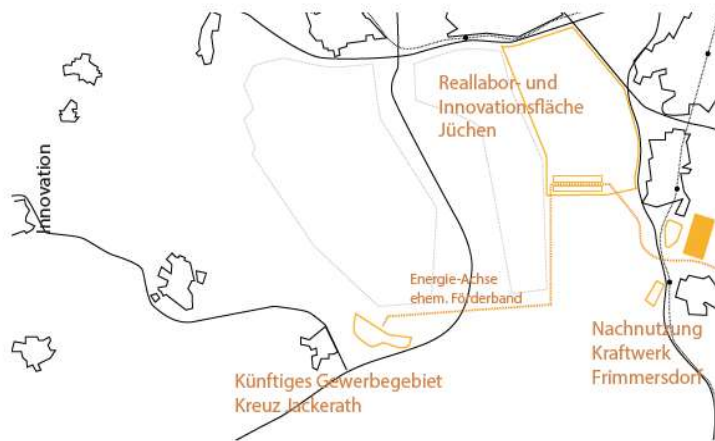 Innovation
Reallabor- und
Innovationsfläche
Jüchen
Energie-Achse
ehem. Förderband
Künftiges Gewerbegebiet
Kreuz Jackerath
Nachnutzung
Kraftwerk
Frimmersdorf